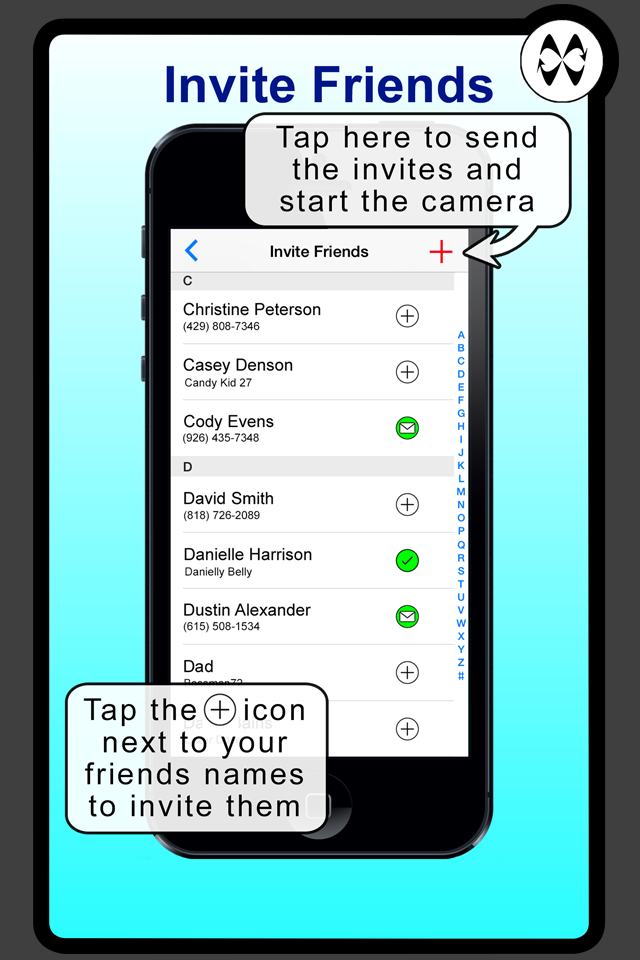 Invite Friends
Tap here to send
the invites and
start the camera
Invite Friends
C
Christine Peterson
(429) 808-7346
Casey Denson
Candy Kid 27
Cody Evens
(926) 435-7348
D
David Smith
(818) 726-2089
Danielle Harrison
Danielly Belly
Dustin Alexander
(615) 508-1534
Dad
A
B
C
D
E
F
G
H
I
J
K
L
M
N
O
P
Q
R
S
T
U
V
W
X
Y
Z
#
Tap the icon
next to your
friends names
to invite them